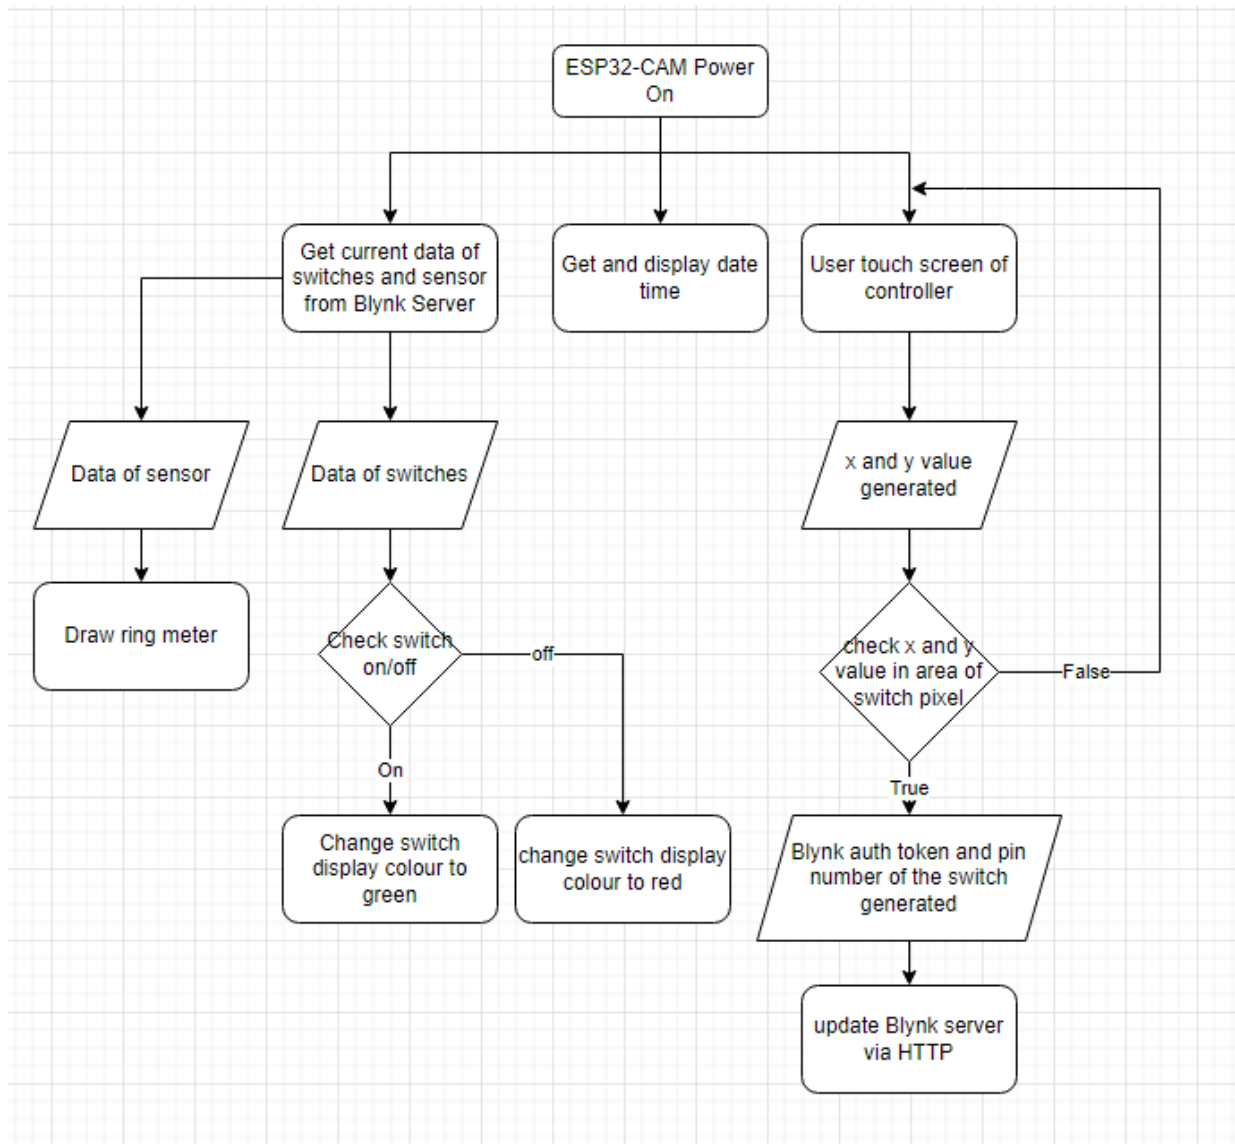 ESP32-CAM Power
On
Get current data of
switches and sensor
from Blynk Server
Get and display date
time
User touch screen of
controller
Data of sensor
Data of switches
x and y value
generated
Draw ring meter
Check switch
on/off
off
check x and y
value in area of
switch pixel
False
On
True
Change switch
display colour to
green
change switch display
colour to red
Blynk auth token and pin
number of the switch
generated
update Blynk server
via HTTP